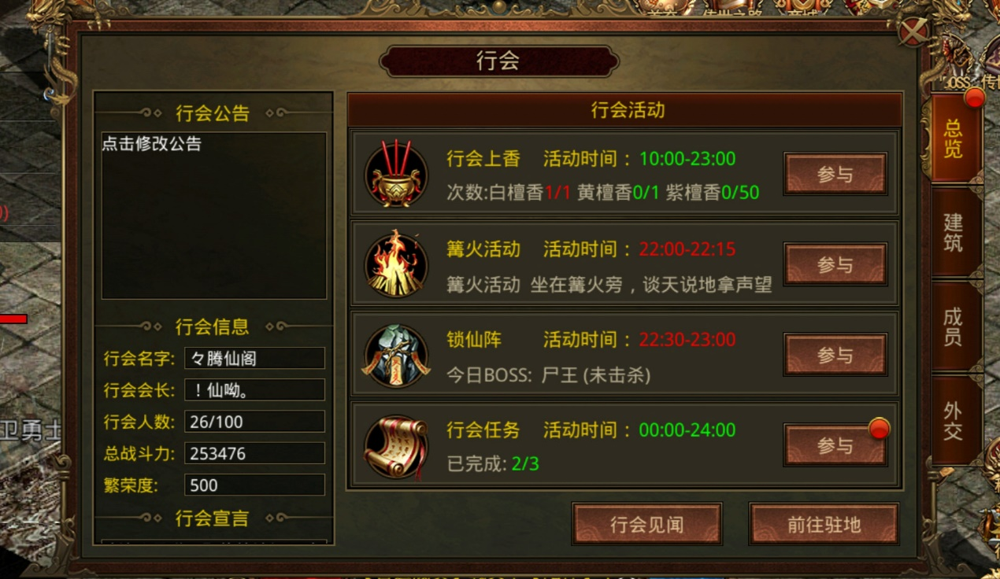 传世之路
商城
行会
行会公告
点击修改公告
行会信息
行会名字: 々腾仙阁
行会会长: ！仙呦。
行会人数: 26/100
总战斗力: 253476
繁荣度: 500
行会宣言
行会活动
行会上香 活动时间：10:00-23:00
次数:白檀香1/1 黄檀香0/1 紫檀香0/50
参与
篝火活动 活动时间：22:00-22:15
篝火活动 坐在篝火旁，谈天说地拿声望
参与
锁仙阵 活动时间：22:30-23:00
今日BOSS: 尸王 (未击杀)
参与
行会任务 活动时间：00:00-24:00
已完成: 2/3
参与
行会见闻
前往驻地
总览
建筑
成员
外交
卫勇士